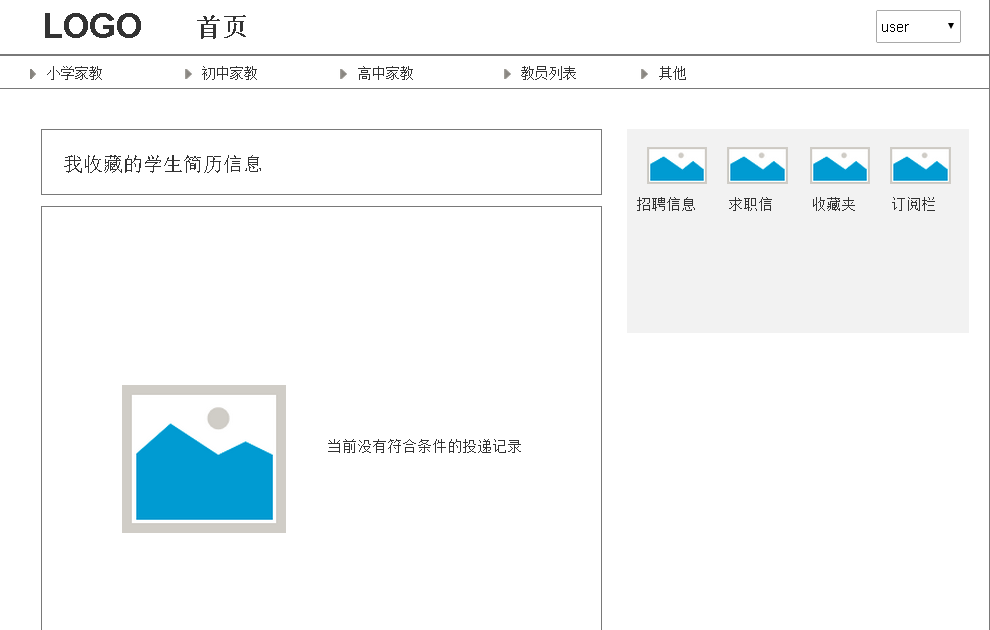 LOGO 首页 user
小学家教 初中家教 高中家教 教员列表 其他
我收藏的学生简历信息
招聘信息 求职信 收藏夹 订阅栏
当前没有符合条件的投递记录